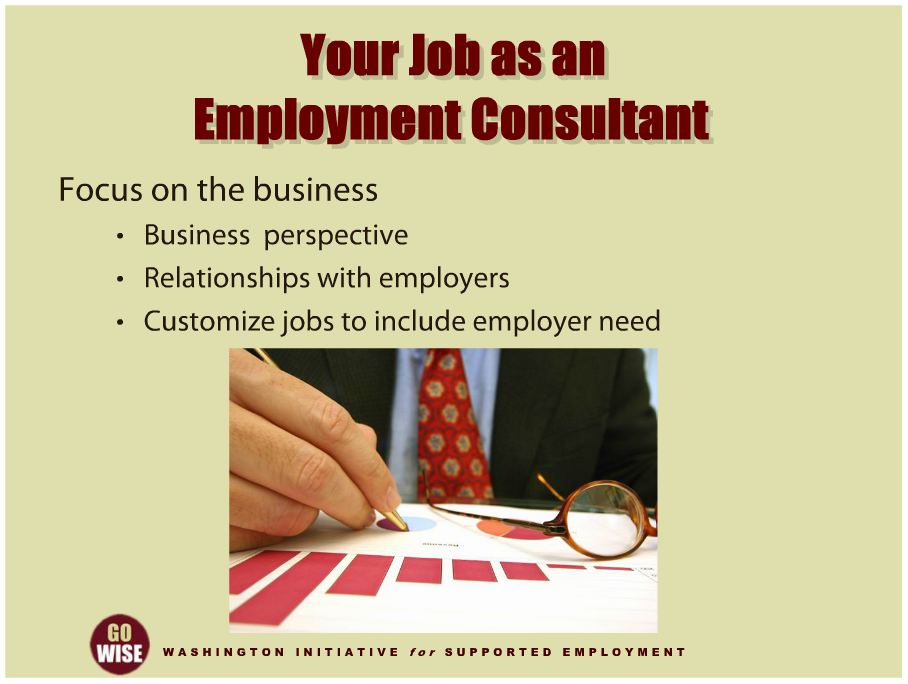 Your Job as an
Employment Consultant
Focus on the business
• Business perspective
• Relationships with employers
• Customize jobs to include employer need
GO
WISE
WASHINGTON INITIATIVE for SUPPORTED EMPLOYMENT